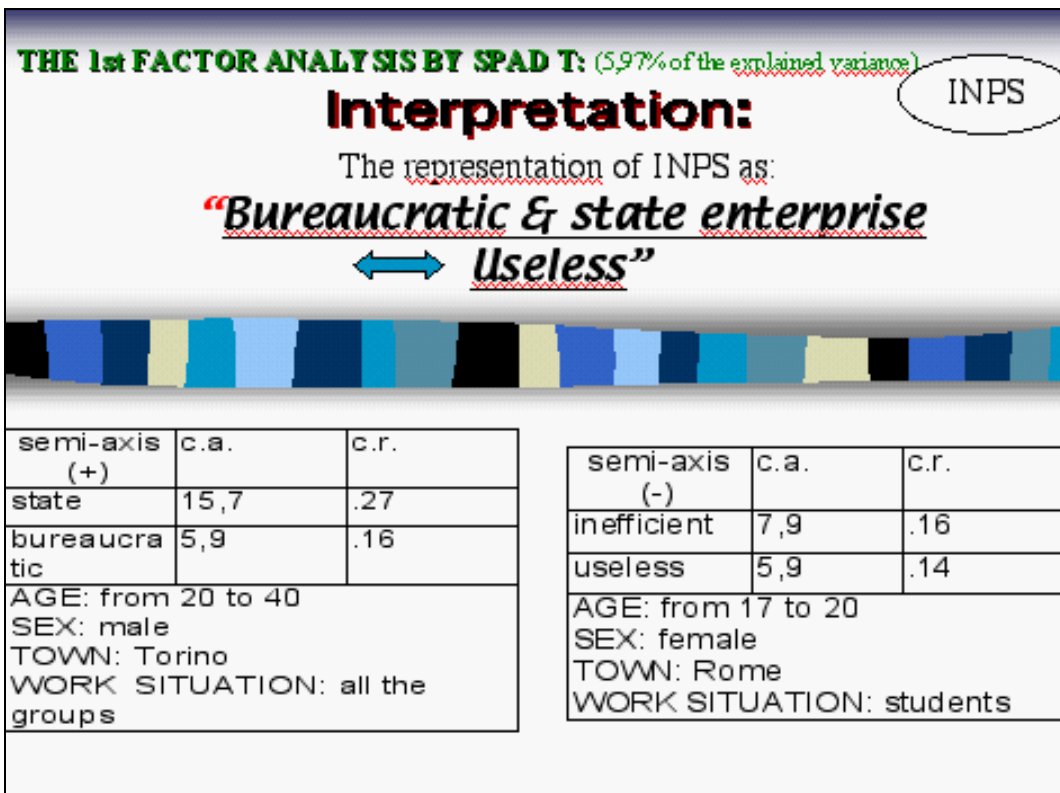 THE 1st FACTOR ANALYSIS BY SPAD T: (5,97% of the explained variance)
INPS
Interpretation:
The representation of INPS as:
“Bureaucratic & state enterprise
Useless”
semi-axis c.a. c.r.
(+)
state 15,7 .27
bureaucra 5,9 .16
tic
AGE: from 20 to 40
SEX: male
TOWN: Torino
WORK SITUATION: all the
groups
semi-axis c.a. c.r.
(-)
inefficient 7,9 .16
useless 5,9 .14
AGE: from 17 to 20
SEX: female
TOWN: Rome
WORK SITUATION: students